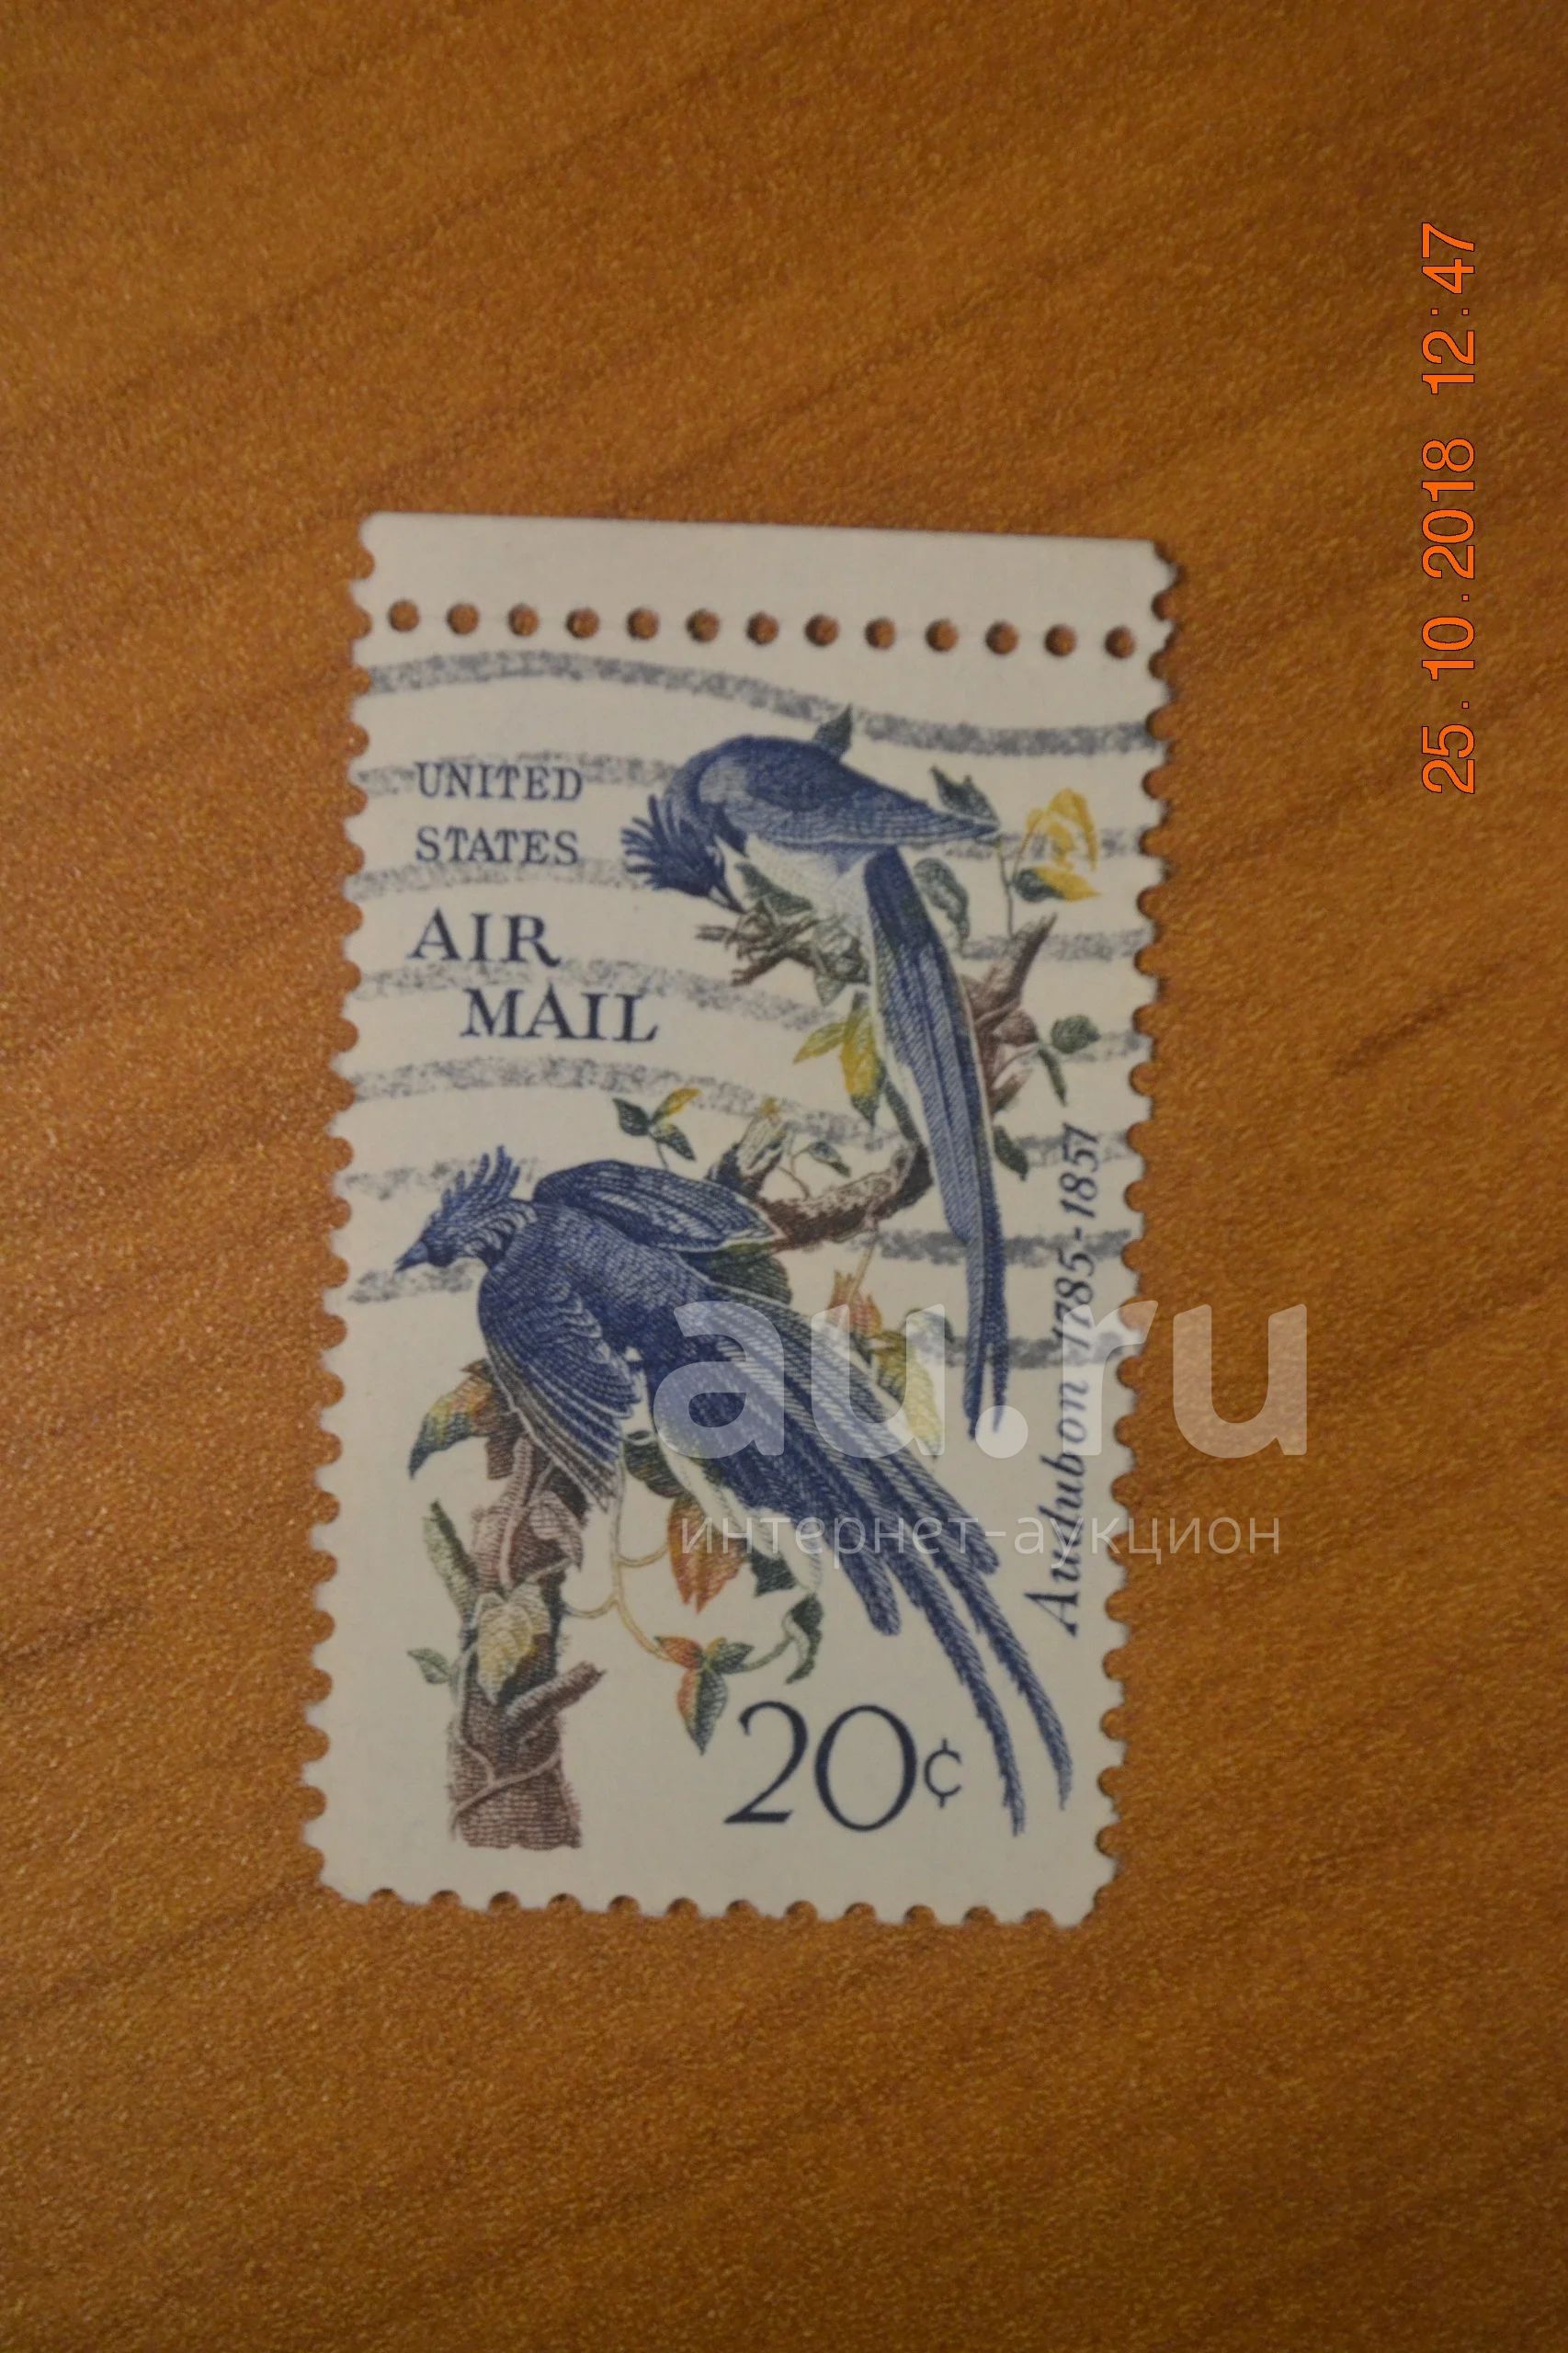 25.10.2018 12:47
UNITED
STATES
AIR
MAIL
Audubon 1785-1851
20¢
au.ru
интернет-аукцион